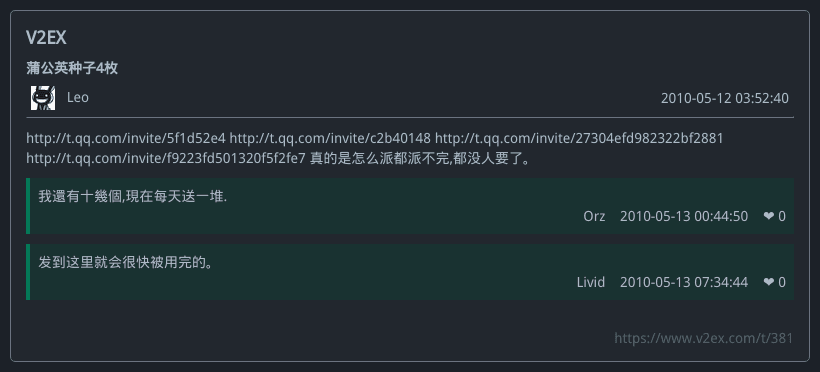 V2EX
蒲公英种子4枚
Leo
2010-05-12 03:52:40
http://t.qq.com/invite/5f1d52e4 http://t.qq.com/invite/c2b40148 http://t.qq.com/invite/27304efd982322bf2881
http://t.qq.com/invite/f9223fd501320f5f2fe7 真的是怎么派都派不完,都没人要了。
我還有十幾個,現在每天送一堆.
Orz 2010-05-13 00:44:50 ❤ 0
发到这里就会很快被用完的。
Livid 2010-05-13 07:34:44 ❤ 0
https://www.v2ex.com/t/381